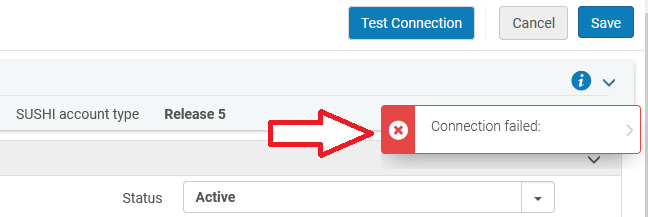 Test Connection
Cancel
Save
SUSHI account type Release 5
Connection failed:
Status Active